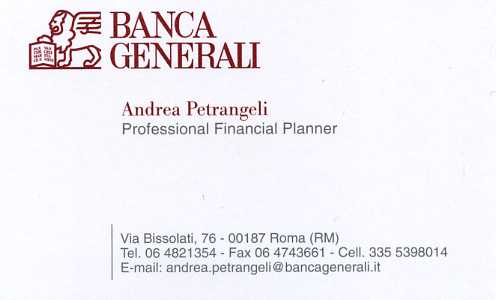 BANCA
GENERALI
Andrea Petrangeli
Professional Financial Planner
Via Bissolati, 76 - 00187 Roma (RM)
Tel. 06 4821354 - Fax 06 4743661 - Cell. 335 5398014
E-mail: andrea.petrangeli@bancagenerali.it